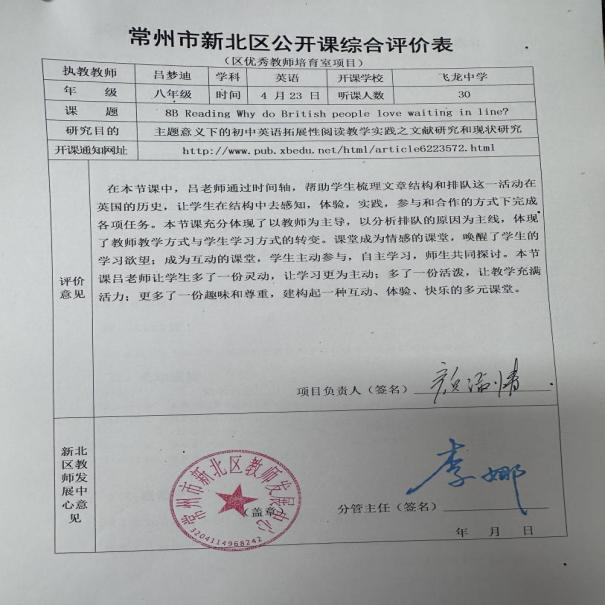 常州市新北区公开课综合评价表
（区优秀教师培育室项目）
执教教师 吕梦迪 学科 英语 开课学校 飞龙中学
年级 八年级 时间 4月23日 听课人数 30
课题 8B Reading Why do British people love waiting in line?
研究目的 主题意义下的初中英语拓展性阅读教学实践之文献研究和现状研究
开课通知网址 http://www.pub.xbedu.net/html/article6223572.html
评价意见
在本节课中，吕老师通过时间轴，帮助学生梳理文章结构和排队这一活动在
英国的历史，让学生在结构中去感知，体验，实践，参与和合作的方式下完成
各项任务。本节课充分体现了以教师为主导，以分析排队的原因为主线，体现
了教师教学方式与学生学习方式的转变。课堂成为情感的课堂，唤醒了学生的
学习欲望；成为互动的课堂，学生主动参与，自主学习，师生共同探讨。本节
课吕老师让学生多了一份灵动，让学习更为主动；多了一份活泼，让教学充满
活力；更多了一份趣味和尊重，建构起一种互动、体验、快乐的多元课堂。
项目负责人（签名）
新北区教师发展中心意见
常州市新北区教师发展中心
（盖章）
3204114968242
分管主任（签名） 李娜
年 月 日